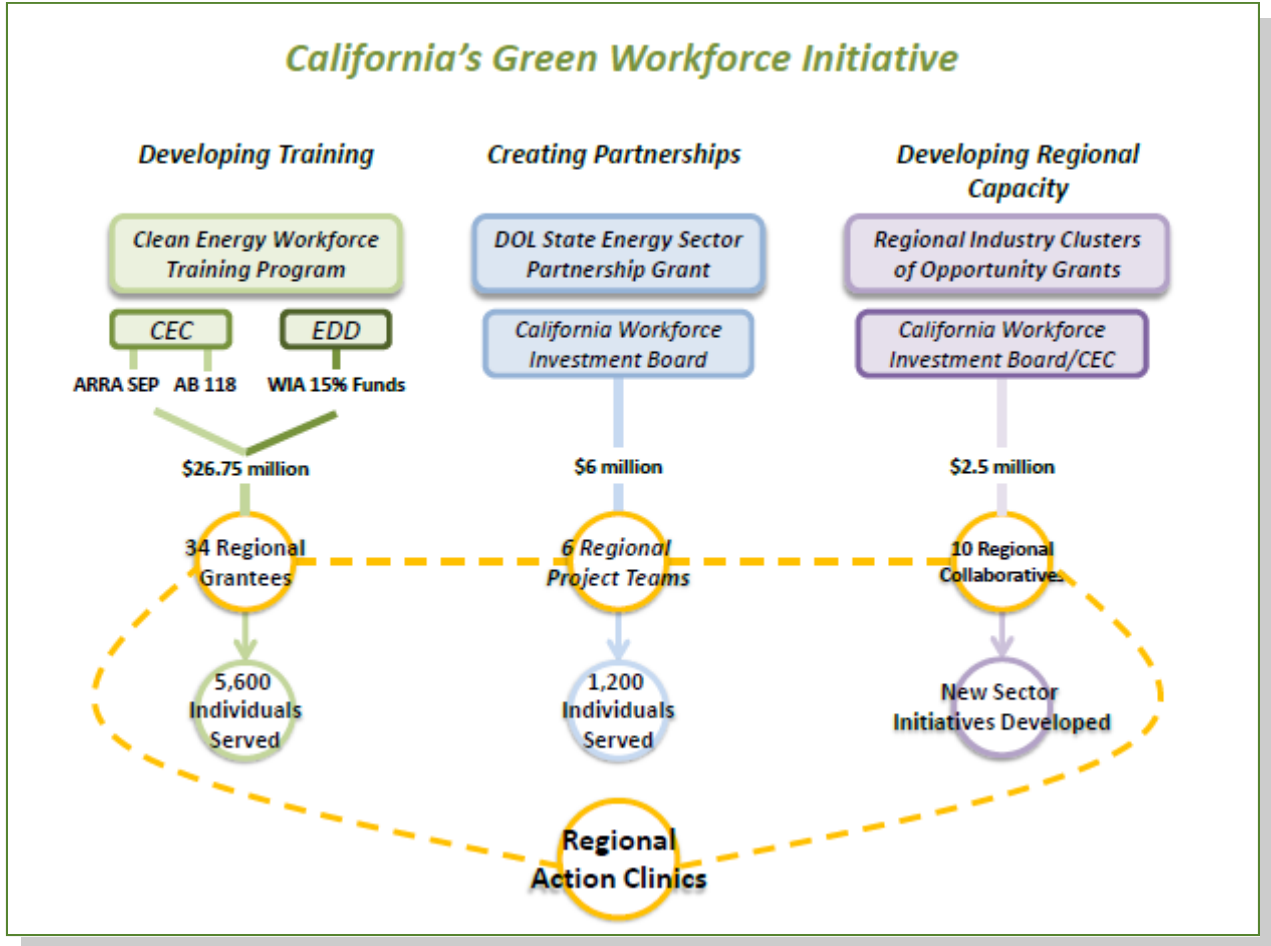 California's Green Workforce Initiative
Developing Training
Creating Partnerships
Developing Regional
Capacity
Clean Energy Workforce
Training Program
DOL State Energy Sector
Partnership Grant
Regional Industry Clusters
of Opportunity Grants
CEC
EDD
California Workforce
Investment Board
California Workforce
Investment Board/CEC
ARRA SEP
AB 118
WIA 15% Funds
$26.75 million
$6 million
$2.5 million
34 Regional
Grantees
6 Regional
Project Teams
10 Regional
Collaboratives
5,600
Individuals
Served
1,200
Individuals
Served
New Sector
Initiatives Developed
Regional
Action Clinics